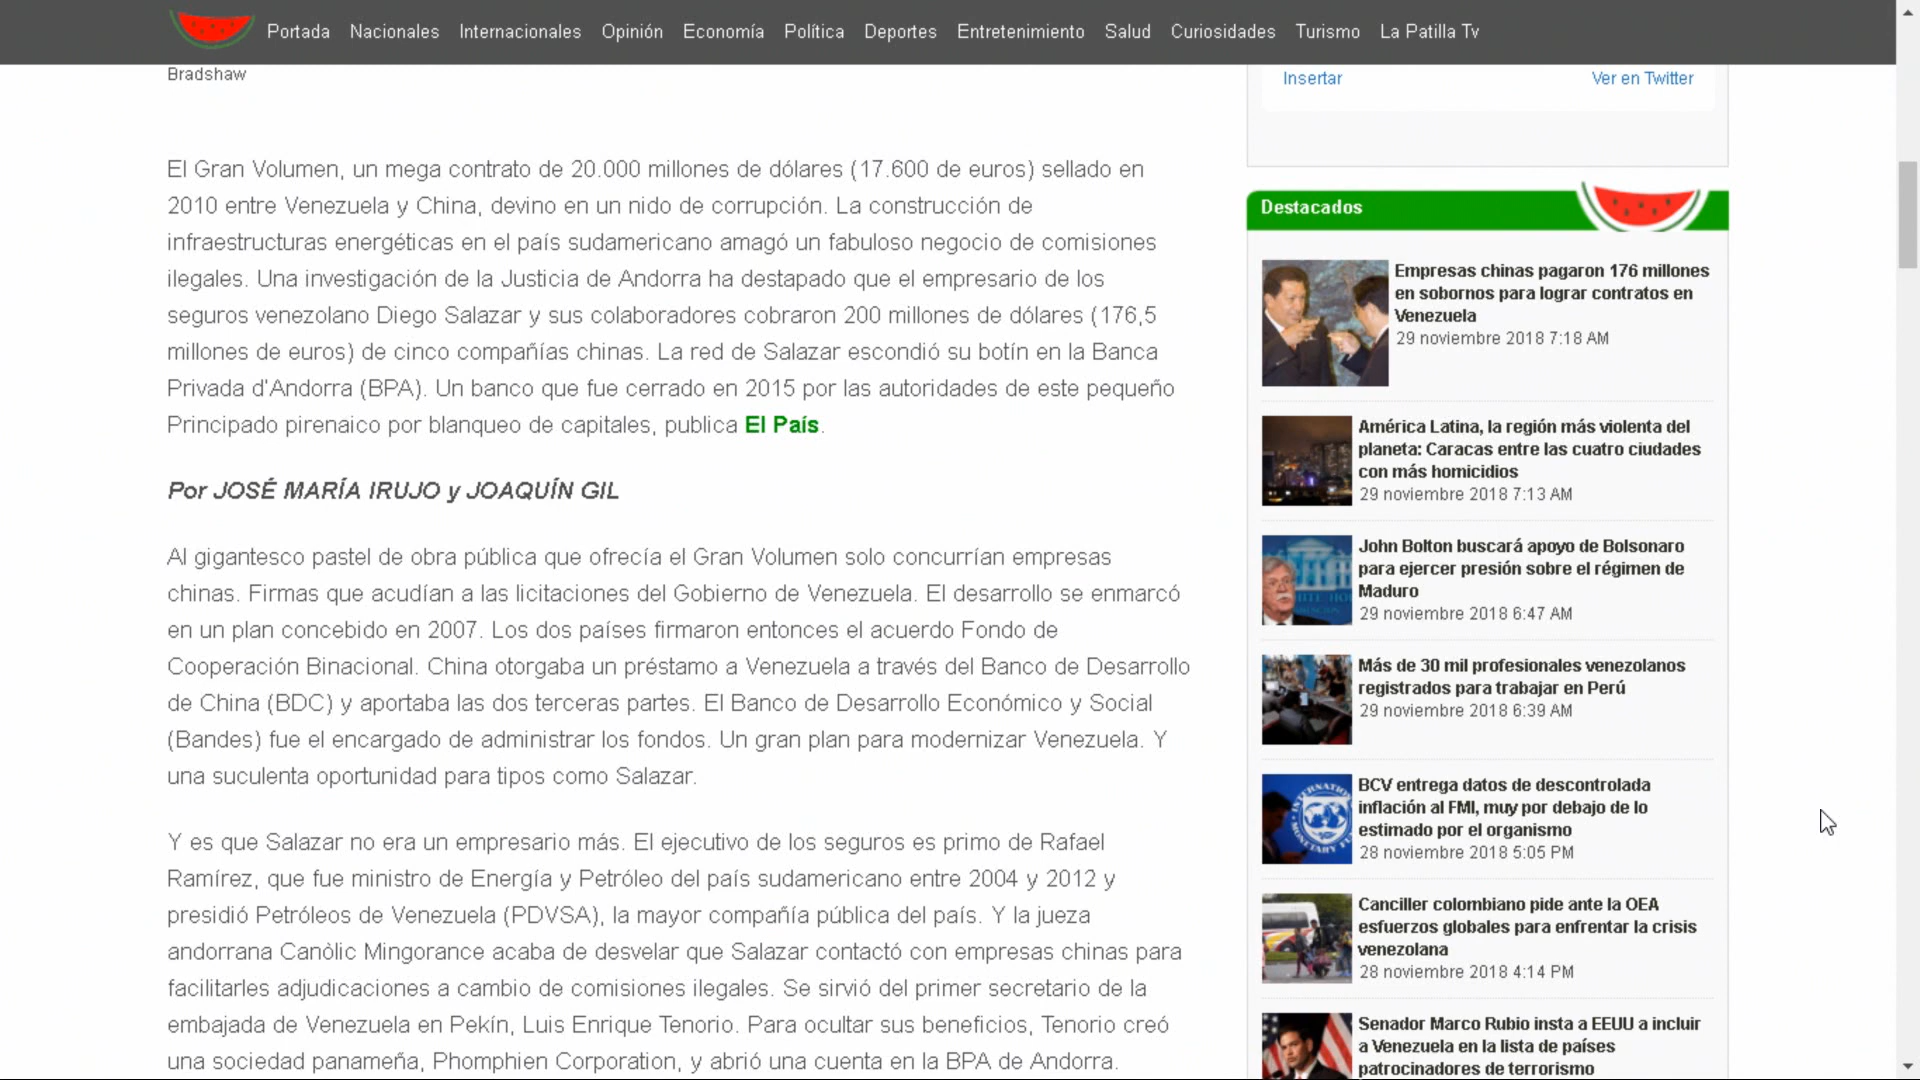 Portada Nacionales Internacionales Opinión Economía Política Deportes Entretenimiento Salud Curiosidades Turismo La Patilla Tv
Bradshaw
El Gran Volumen, un mega contrato de 20.000 millones de dólares (17.600 de euros) sellado en
2010 entre Venezuela y China, devino en un nido de corrupción. La construcción de
infraestructuras energéticas en el país sudamericano amagó un fabuloso negocio de comisiones
ilegales. Una investigación de la Justicia de Andorra ha destapado que el empresario de los
seguros venezolano Diego Salazar y sus colaboradores cobraron 200 millones de dólares (176,5
millones de euros) de cinco compañías chinas. La red de Salazar escondió su botín en la Banca
Privada d'Andorra (BPA). Un banco que fue cerrado en 2015 por las autoridades de este pequeño
Principado pirenaico por blanqueo de capitales, publica El País.
Por JOSÉ MARÍA IRUJO y JOAQUÍN GIL
Al gigantesco pastel de obra pública que ofrecía el Gran Volumen solo concurrían empresas
chinas. Firmas que acudían a las licitaciones del Gobierno de Venezuela. El desarrollo se enmarcó
en un plan concebido en 2007. Los dos países firmaron entonces el acuerdo Fondo de
Cooperación Binacional. China otorgaba un préstamo a Venezuela a través del Banco de Desarrollo
de China (BDC) y aportaba las dos terceras partes. El Banco de Desarrollo Económico y Social
(Bandes) fue el encargado de administrar los fondos. Un gran plan para modernizar Venezuela. Y
una suculenta oportunidad para tipos como Salazar.
Y es que Salazar no era un empresario más. El ejecutivo de los seguros es primo de Rafael
Ramírez, que fue ministro de Energía y Petróleo del país sudamericano entre 2004 y 2012 y
presidió Petróleos de Venezuela (PDVSA), la mayor compañía pública del país. Y la jueza
andorrana Canòlic Mingorance acaba de desvelar que Salazar contactó con empresas chinas para
facilitarles adjudicaciones a cambio de comisiones ilegales. Se sirvió del primer secretario de la
embajada de Venezuela en Pekín, Luis Enrique Tenorio. Para ocultar sus beneficios, Tenorio creó
una sociedad panameña, Phomphien Corporation, y abrió una cuenta en la BPA de Andorra.
Insertar Ver en Twitter
Destacados
Empresas chinas pagaron 176 millones
en sobornos para lograr contratos en
Venezuela
29 noviembre 2018 7:18 AM
América Latina, la región más violenta del
planeta: Caracas entre las cuatro ciudades
con más homicidios
29 noviembre 2018 7:13 AM
John Bolton buscará apoyo de Bolsonaro
para ejercer presión sobre el régimen de
Maduro
29 noviembre 2018 6:47 AM
Más de 30 mil profesionales venezolanos
registrados para trabajar en Perú
29 noviembre 2018 6:39 AM
BCV entrega datos de descontrolada
inflación al FMI, muy por debajo de lo
estimado por el organismo
28 noviembre 2018 5:05 PM
Canciller colombiano pide ante la OEA
esfuerzos globales para enfrentar la crisis
venezolana
28 noviembre 2018 4:14 PM
Senador Marco Rubio insta a EEUU a incluir
a Venezuela en la lista de países
patrocinadores de terrorismo